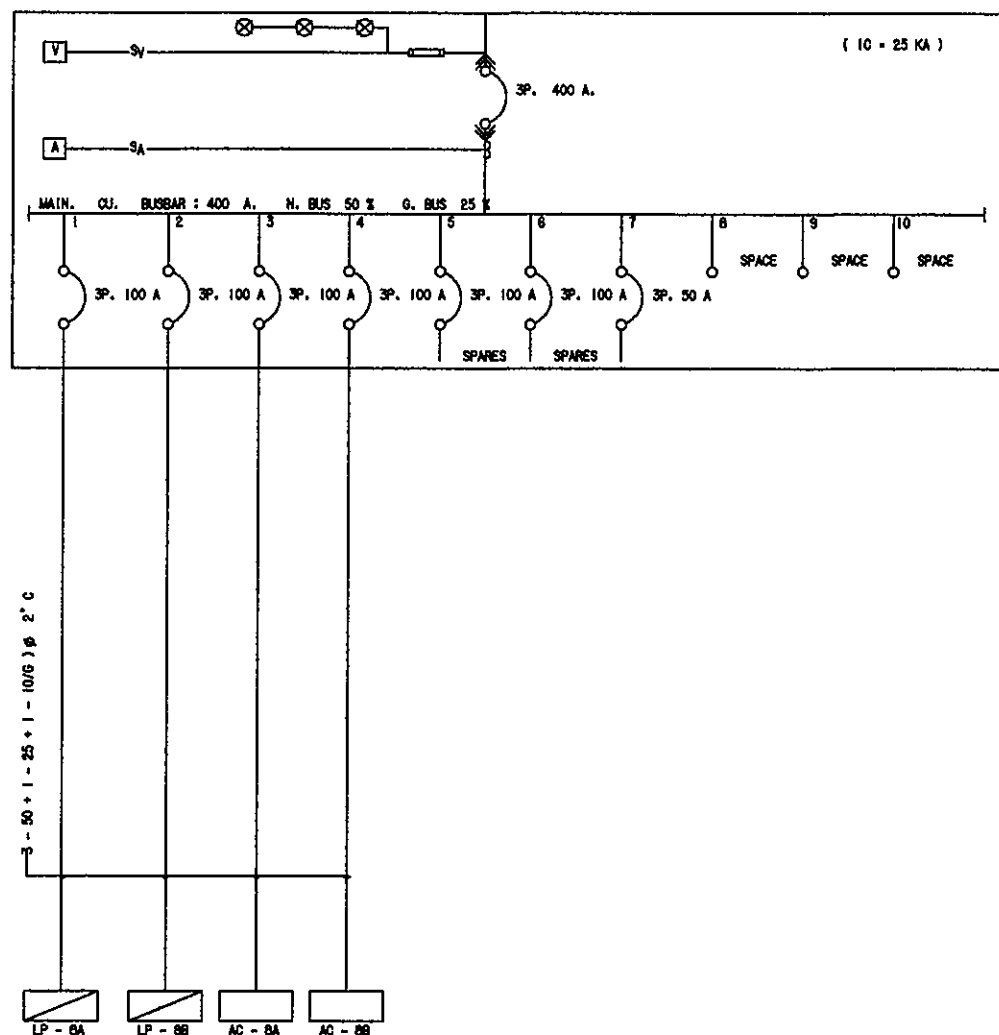 V
SV
( IC = 25 KA )
3P. 400 A.
A
SA
MAIN. CU. BUSBAR : 400 A. N. BUS 50 % G. BUS 25 %
1 2 3 4 5 6 7 8 9 10
SPACE SPACE SPACE
3P. 100 A 3P. 100 A 3P. 100 A 3P. 100 A 3P. 100 A 3P. 100 A 3P. 50 A
SPARES SPARES
3 - 50 + 1 - 25 + 1 - 10/G ) ø 2" C
LP - 8A LP - 8B AC - 8A AC - 8B